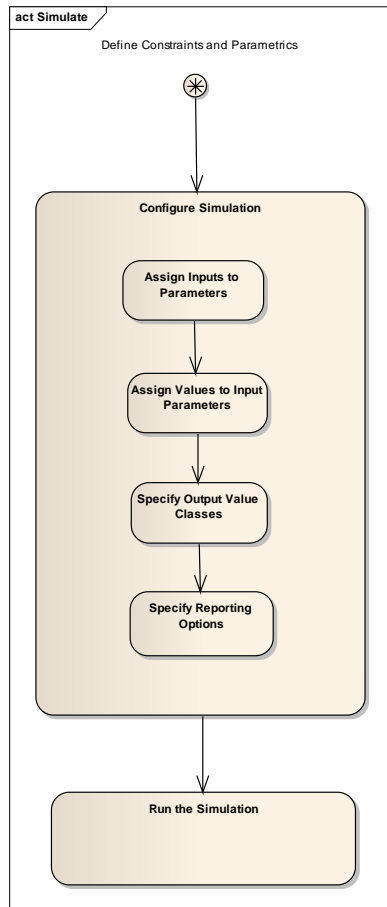 act Simulate
Define Constraints and Parametrics
Configure Simulation
Assign Inputs to
Parameters
Assign Values to Input
Parameters
Specify Output Value
Classes
Specify Reporting
Options
Run the Simulation